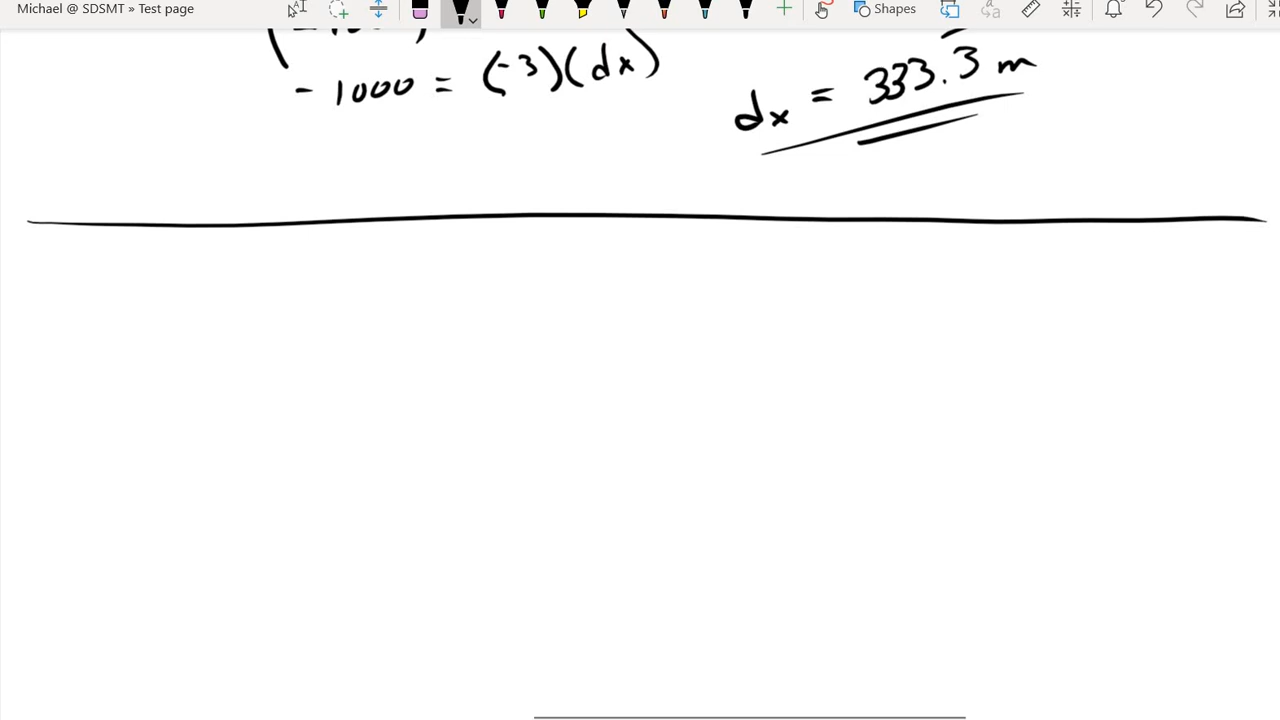 Michael @ SDSMT » Test page
Shapes
- 1000 = (-3)(dx)
dx = 333.3 m